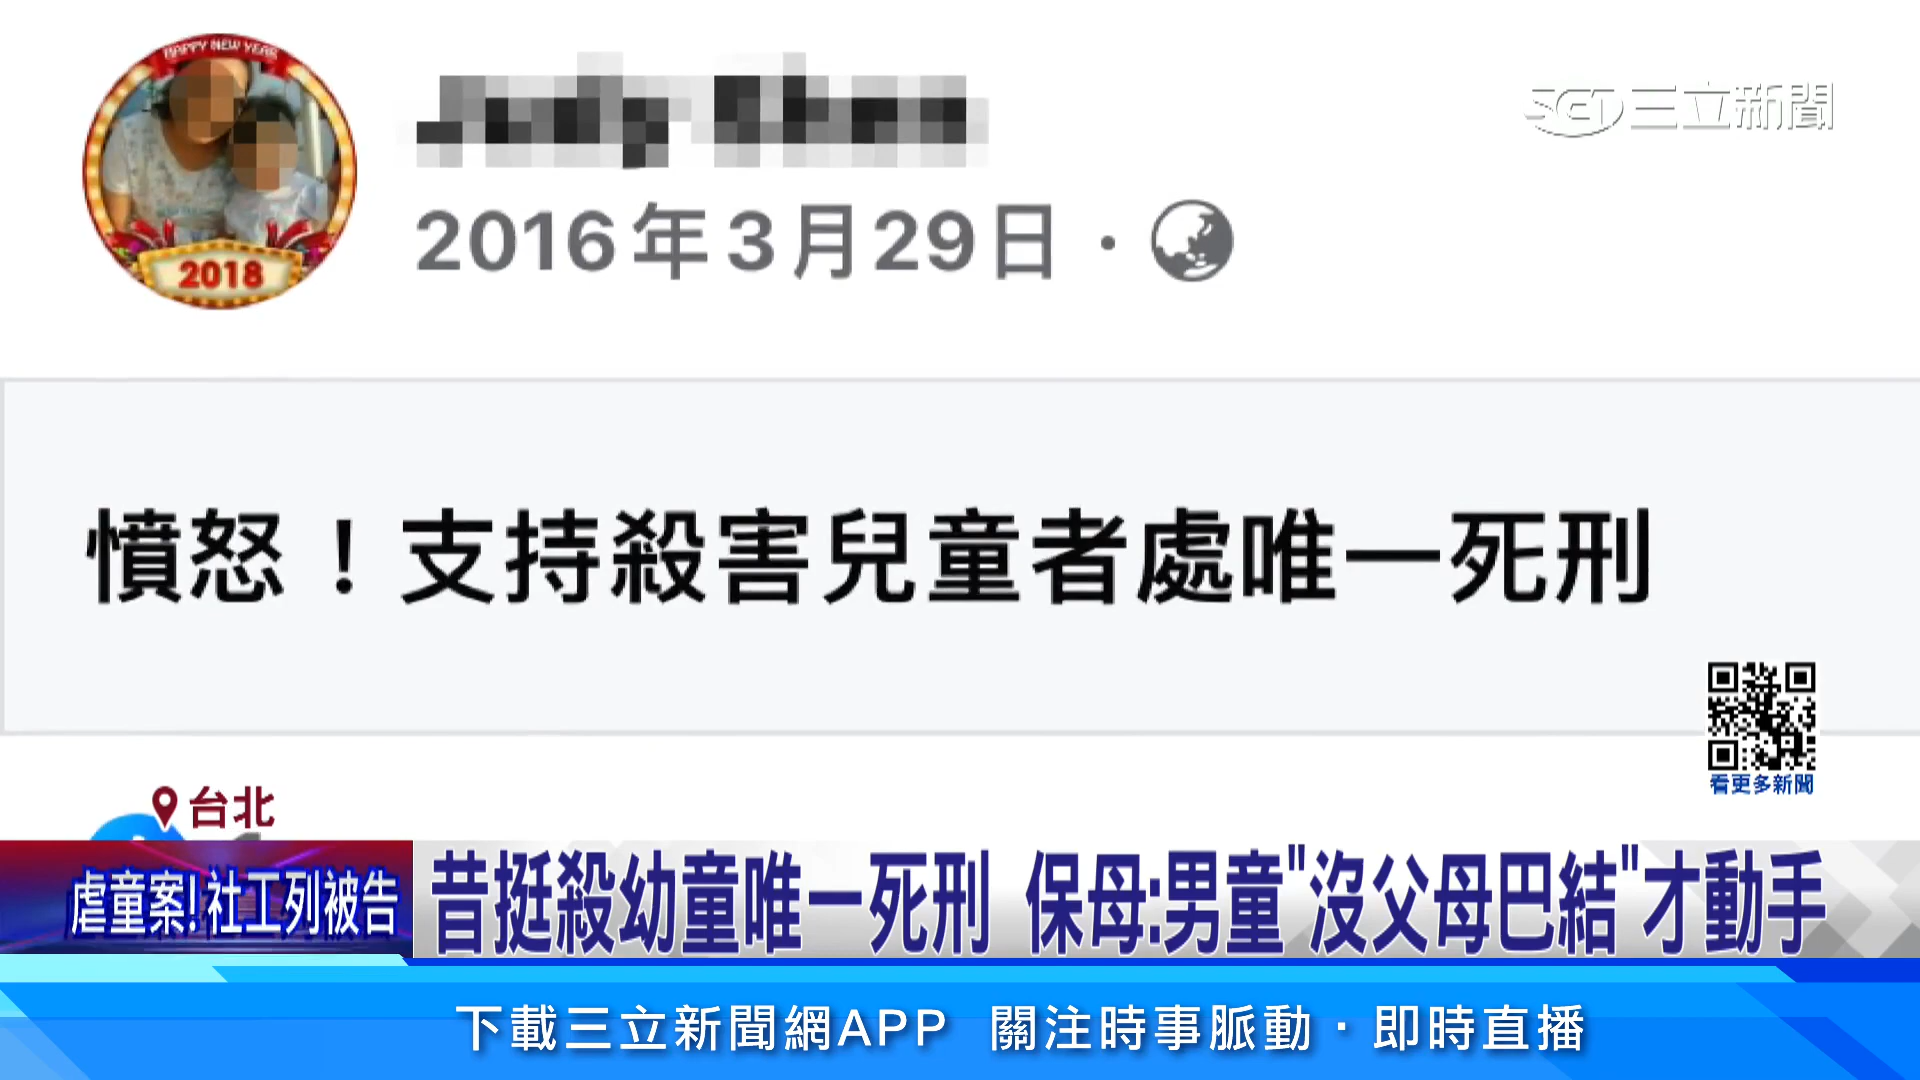 HAPPY NEW YEAR
2018
2016年3月29日
SET三立新聞
憤怒！支持殺害兒童者處唯一死刑
看更多新聞
台北
虐童案!社工列被告
昔挺殺幼童唯一死刑 保母:男童"沒父母巴結"才動手
下載三立新聞網APP 關注時事脈動·即時直播